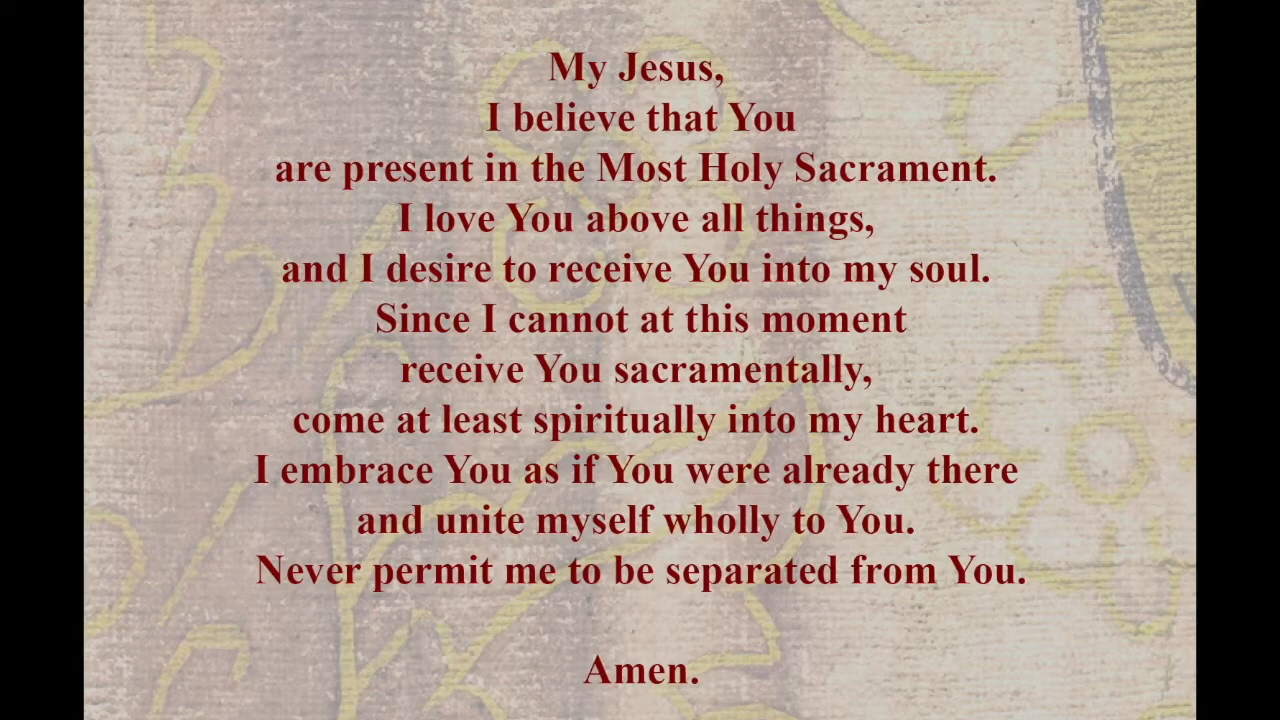 My Jesus,
I believe that You
are present in the Most Holy Sacrament.
I love You above all things,
and I desire to receive You into my soul.
Since I cannot at this moment
receive You sacramentally,
come at least spiritually into my heart.
I embrace You as if You were already there
and unite myself wholly to You.
Never permit me to be separated from You.
Amen.